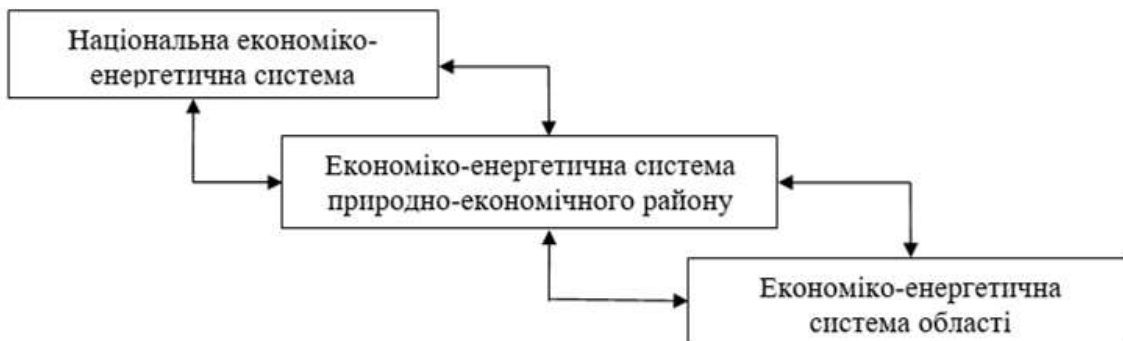 Національна економіко-
енергетична система
Економіко-енергетична система
природно-економічного району
Економіко-енергетична
система області